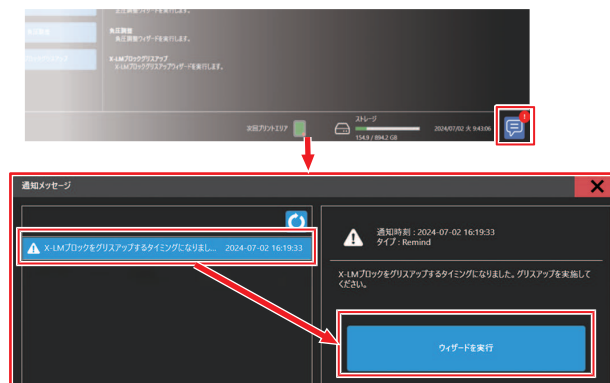 負圧調整
負圧調整ウィザードを実行します。
X-LMブロックグリスアップ
X-LMブロックグリスアップウィザードを実行します。
次回プリントエリア
ストレージ
154.9 / 894.2 GB
2024/07/02 火 9:43:06
!
通知メッセージ
X-LMブロックをグリスアップするタイミングになりまし... 2024-07-02 16:19:33
通知時刻 : 2024-07-02 16:19:33
タイプ : Remind
X-LMブロックをグリスアップするタイミングになりました。グリスアップを実施して
ください。
ウィザードを実行